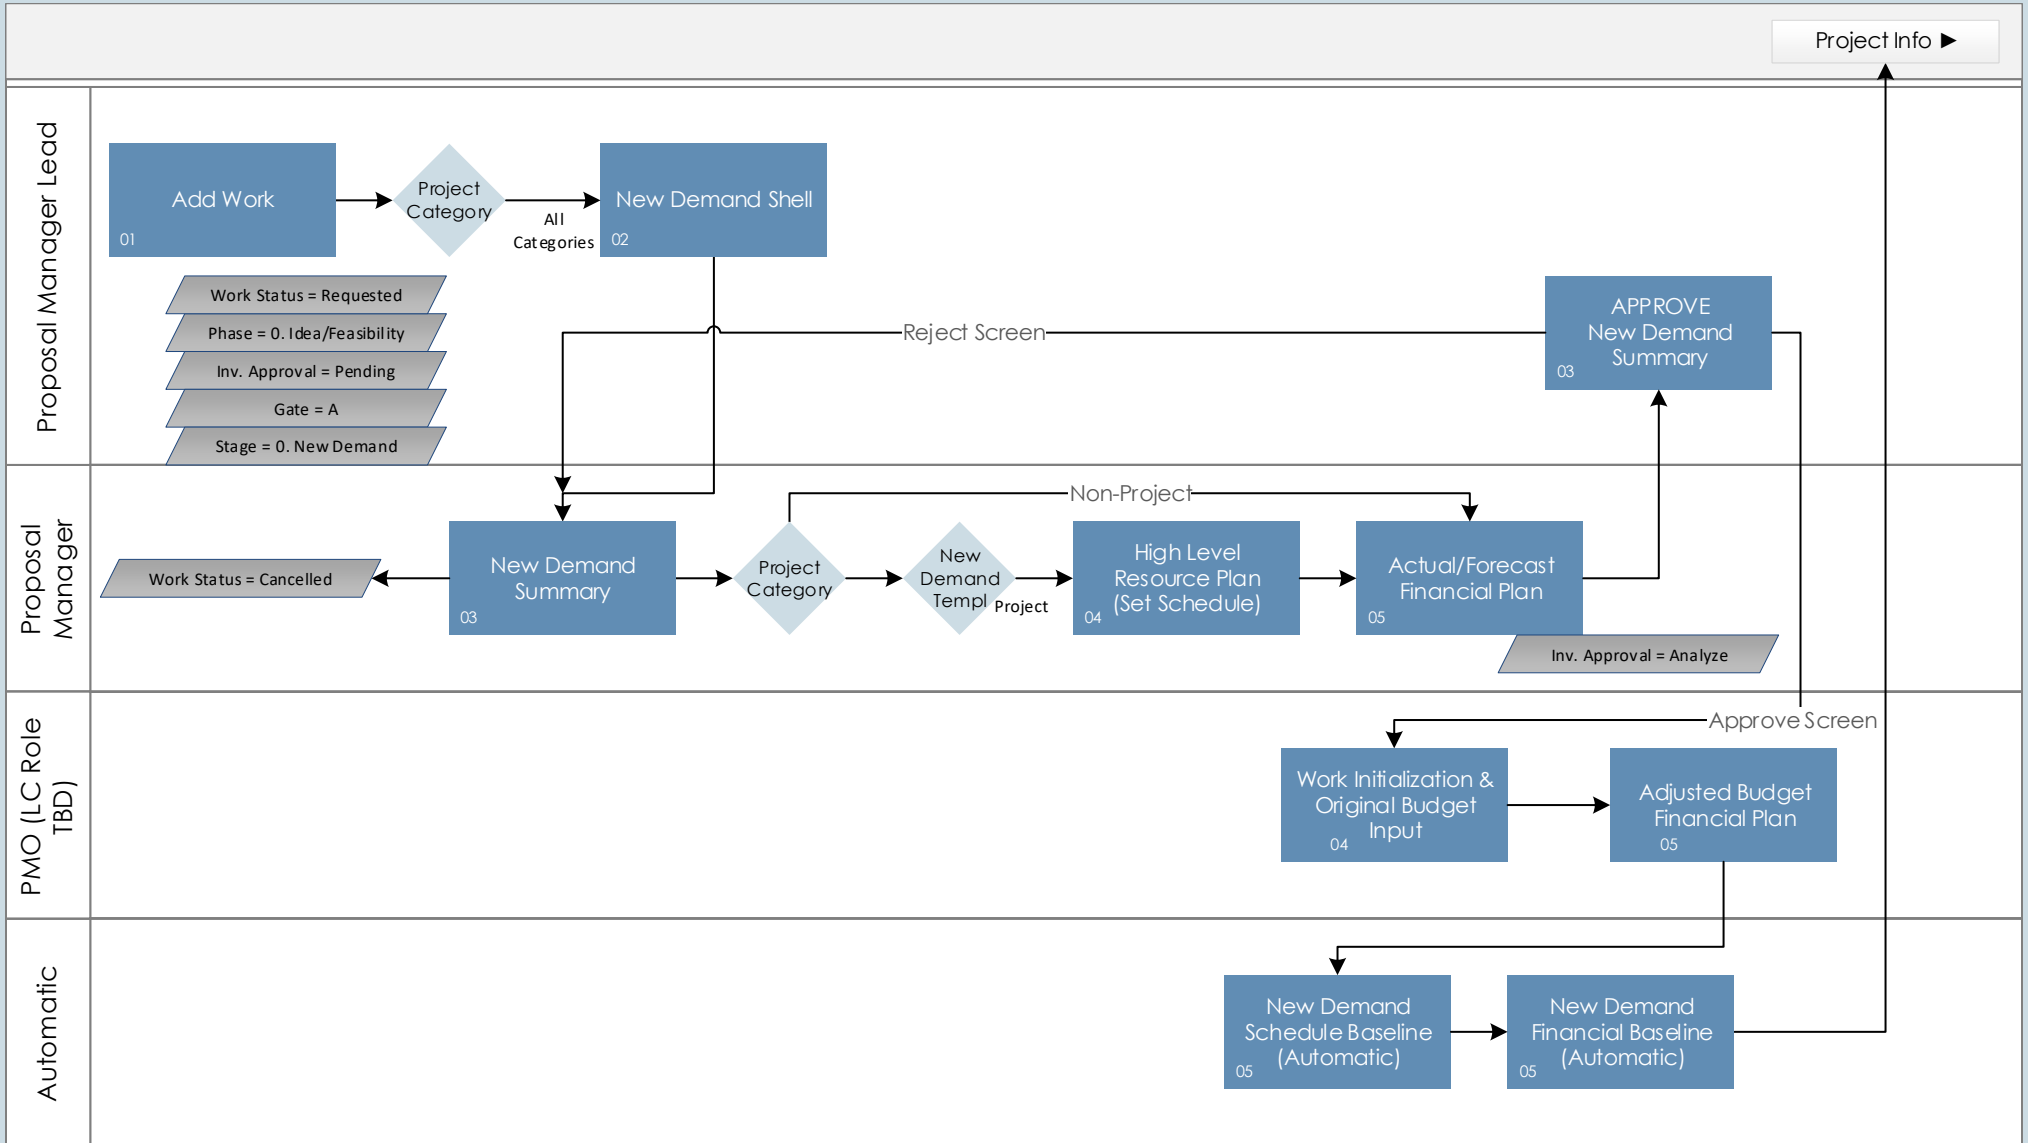 Project Info ►
Proposal Manager Lead
Add Work
01
Project
Category
All
Categories
New Demand Shell
02
Work Status = Requested
Phase = 0. Idea/Feasibility
Inv. Approval = Pending
Gate = A
Stage = 0. New Demand
Reject Screen
APPROVE
New Demand
Summary
03
Proposal
Manager
Work Status = Cancelled
New Demand
Summary
03
Project
Category
Non-Project
New
Demand
Templ
Project
High Level
Resource Plan
(Set Schedule)
04
Actual/Forecast
Financial Plan
05
Inv. Approval = Analyze
PMO (LC Role
TBD)
Approve Screen
Work Initialization &
Original Budget
Input
04
Adjusted Budget
Financial Plan
05
Automatic
New Demand
Schedule Baseline
(Automatic)
05
New Demand
Financial Baseline
(Automatic)
05